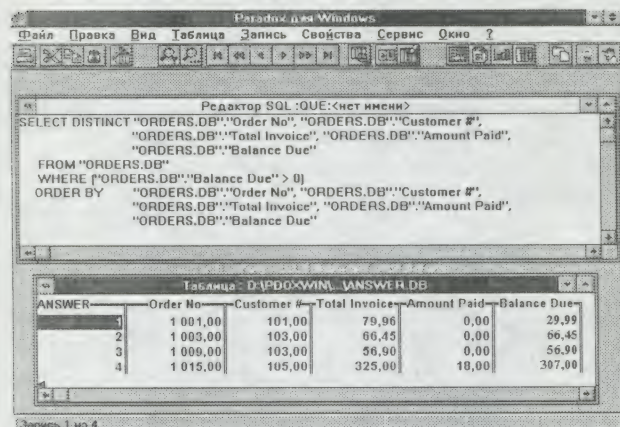 Paradox для Windows
Файл Правка Вид Таблица Запись Свойства Сервис Окно ?
Редактор SQL :QUE:<нет имени>
SELECT DISTINCT "ORDERS.DB"."Order No", "ORDERS.DB"."Customer #",
"ORDERS.DB"."Total Invoice", "ORDERS.DB"."Amount Paid",
"ORDERS.DB"."Balance Due"
FROM "ORDERS.DB"
WHERE ("ORDERS.DB"."Balance Due" > 0)
ORDER BY "ORDERS.DB"."Order No", "ORDERS.DB"."Customer #",
"ORDERS.DB"."Total Invoice", "ORDERS.DB"."Amount Paid",
"ORDERS.DB"."Balance Due"
Таблица : D:\PDOXWIN\...\ANSWER.DB
ANSWER Order No Customer # Total Invoice Amount Paid Balance Due
1 1 001,00 101,00 79,96 0,00 29,99
2 1 003,00 103,00 66,45 0,00 66,45
3 1 009,00 103,00 56,90 0,00 56,90
4 1 015,00 105,00 325,00 18,00 307,00
Запись 1 из 4